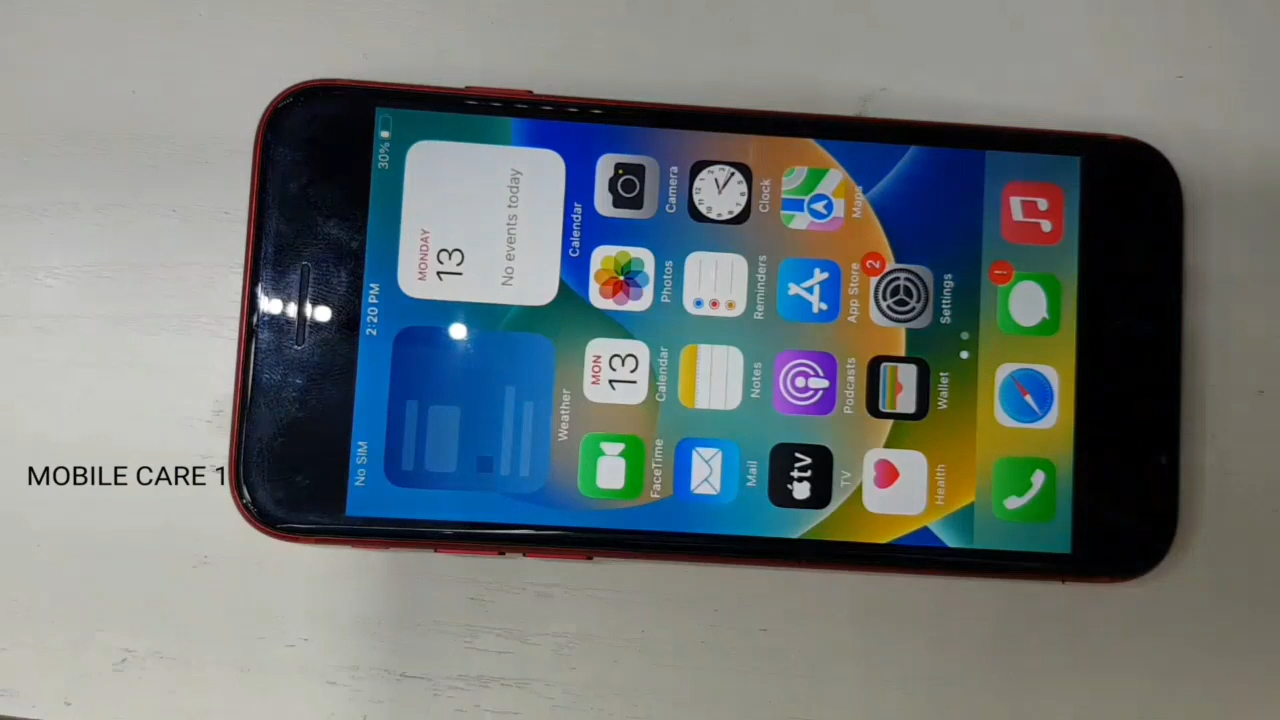 MOBILE CARE 1
No SIM 2:20 PM 30%
MONDAY
13
No events today
Weather Calendar
MON
13
FaceTime Calendar Photos Camera
Mail Notes Reminders Clock
tv
TV Podcasts App Store Maps
2
Health Wallet Settings
!